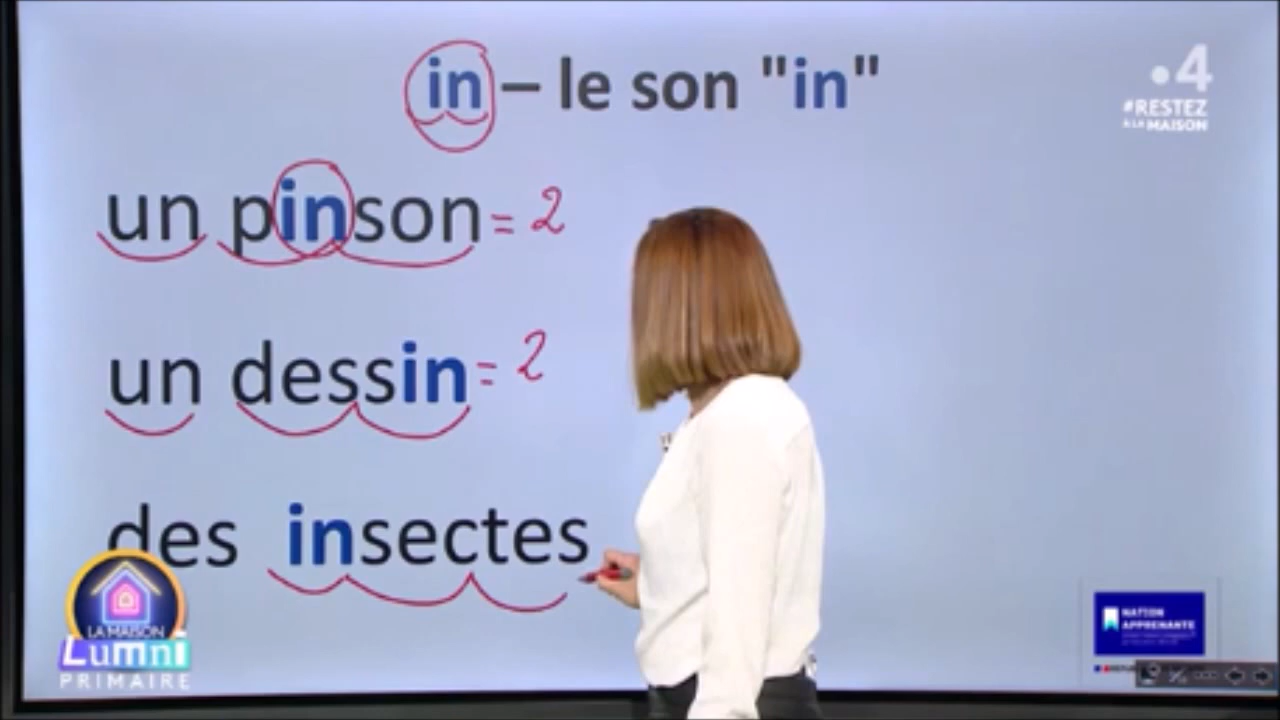 in – le son "in"
4
#RESTEZ
À LA MAISON
un pinson = 2
un dessin = 2
des insectes
LA MAISON
Lumni
PRIMAIRE
NATION
APPRENANTE